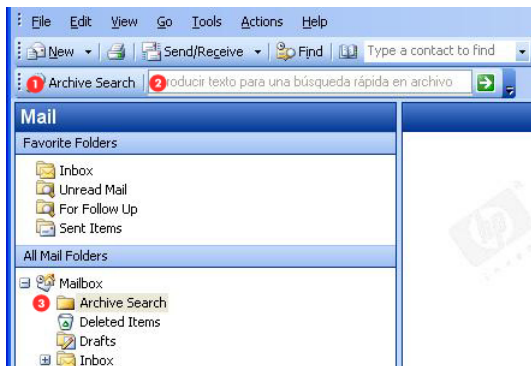 File Edit View Go Tools Actions Help
New Send/Receive Find Type a contact to find
1 Archive Search 2 roducir texto para una búsqueda rápida en archivo
Mail
Favorite Folders
Inbox
Unread Mail
For Follow Up
Sent Items
All Mail Folders
Mailbox
3 Archive Search
Deleted Items
Drafts
Inbox
hp